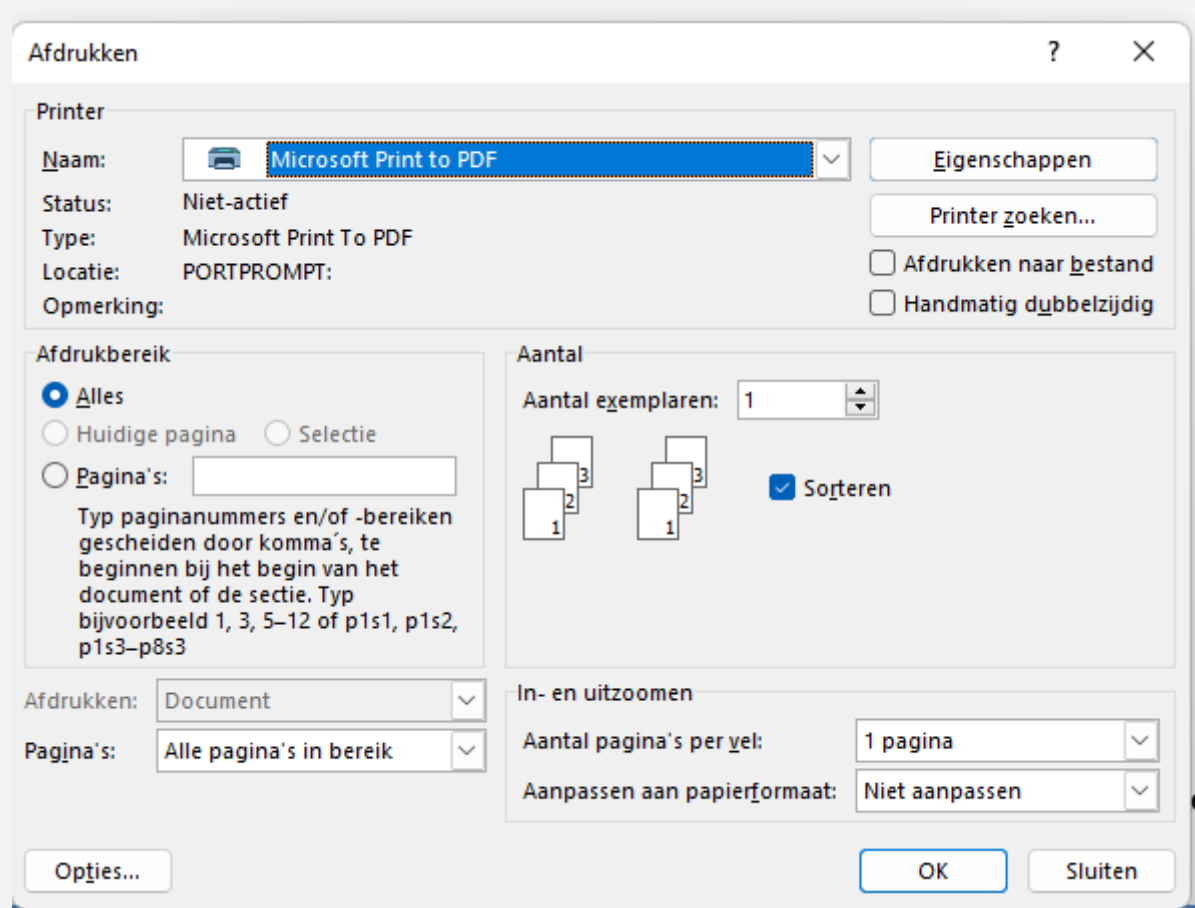 Afdrukken ?
Printer
Naam: Microsoft Print to PDF Eigenschappen
Status: Niet-actief
Printer zoeken...
Type: Microsoft Print To PDF
Locatie: PORTPROMPT:
Afdrukken naar bestand
Opmerking:
Handmatig dubbelzijdig
Afdrukbereik
Alles
Huidige pagina Selectie
Pagina's:
Typ paginanummers en/of -bereiken
gescheiden door komma´s, te
beginnen bij het begin van het
document of de sectie. Typ
bijvoorbeeld 1, 3, 5–12 of p1s1, p1s2,
p1s3–p8s3
Aantal
Aantal exemplaren: 1
3 3
2 2
1 1
Sorteren
Afdrukken: Document
Pagina's: Alle pagina's in bereik
In- en uitzoomen
Aantal pagina's per vel: 1 pagina
Aanpassen aan papierformaat: Niet aanpassen
Opties... OK Sluiten